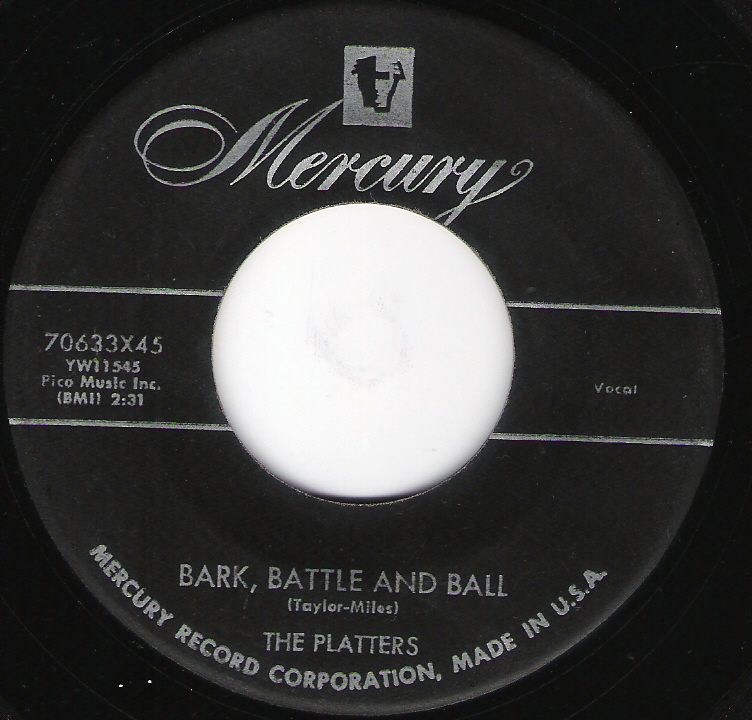 Mercury
70633X45
YW11545
Pico Music Inc.
(BMI) 2:31
Vocal
BARK, BATTLE AND BALL
(Taylor-Miles)
THE PLATTERS
MERCURY RECORD CORPORATION, MADE IN U.S.A.